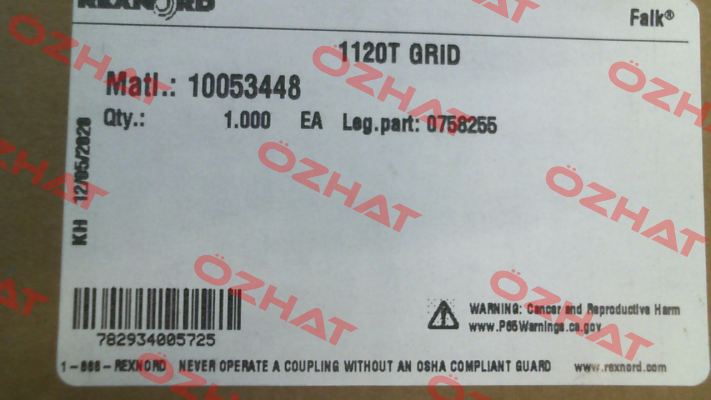 REXNORD
Falk®
1120T GRID
Matl.: 10053448
Qty.: 1.000 EA Leg.part: 0758255
KH 12/05/2020
782934005725
WARNING: Cancer and Reproductive Harm
www.P65Warnings.ca.gov
1-866-REXNORD NEVER OPERATE A COUPLING WITHOUT AN OSHA COMPLIANT GUARD www.rexnord.com
ÖZHAT
ÖZHAT
ÖZHAT
ÖZHAT
ÖZHAT
ÖZHAT
ÖZHAT